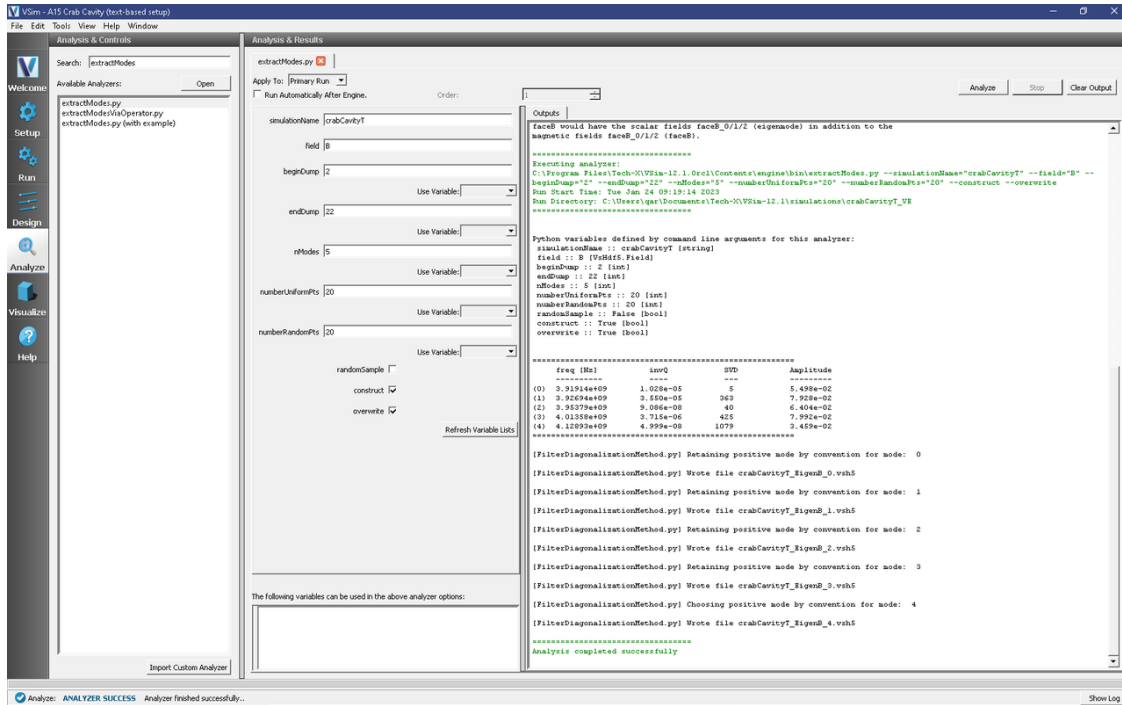 VSim - A15 Crab Cavity (text-based setup)
File Edit Tools View Help Window
Analysis & Controls
Analysis & Results
Welcome
Setup
Run
Design
Analyze
Visualize
Help
Search: extractModes
Available Analyzers:
Open
extractModes.py
extractModesViaOperator.py
extractModes.py (with example)
Import Custom Analyzer
extractModes.py
Apply To: Primary Run
Run Automatically After Engine. Order: 1
Analyze Stop Clear Output
simulationName crabCavityT
field B
beginDump 2
Use Variable:
endDump 22
Use Variable:
nModes 5
Use Variable:
numberUniformPts 20
Use Variable:
numberRandomPts 20
Use Variable:
randomSample
construct
overwrite
Refresh Variable Lists
The following variables can be used in the above analyzer options:
Outputs
faceB would have the scalar fields faceB_0/1/2 (eigenmode) in addition to the
magnetic fields faceB_0/1/2 (faceB).
==================================
Executing analyzer:
C:\Program Files\Tech-X\VSim-12.1.0rc1\Contents\engine\bin\extractModes.py --simulationName="crabCavityT" --field="B" --
beginDump="2" --endDump="22" --nModes="5" --numberUniformPts="20" --numberRandomPts="20" --construct --overwrite
Run Start Time: Tue Jan 24 09:19:14 2023
Run Directory: C:\Users\qar\Documents\Tech-X\VSim-12.1\simulations\crabCavityT_VE
==================================
Python variables defined by command line arguments for this analyzer:
simulationName :: crabCavityT [string]
field :: B [VsHdf5.Field]
beginDump :: 2 [int]
endDump :: 22 [int]
nModes :: 5 [int]
numberUniformPts :: 20 [int]
numberRandomPts :: 20 [int]
randomSample :: False [bool]
construct :: True [bool]
overwrite :: True [bool]
========================================================
freq [Hz] invQ SVD Amplitude
---------- ---- --- ---------
(0) 3.91914e+09 1.028e-05 5 5.498e-02
(1) 3.92694e+09 3.550e-05 363 7.928e-02
(2) 3.95379e+09 9.086e-08 40 6.404e-02
(3) 4.01358e+09 3.715e-06 425 7.992e-02
(4) 4.12893e+09 4.999e-08 1079 3.459e-02
========================================================
[FilterDiagonalizationMethod.py] Retaining positive mode by convention for mode: 0
[FilterDiagonalizationMethod.py] Wrote file crabCavityT_EigenB_0.vsh5
[FilterDiagonalizationMethod.py] Retaining positive mode by convention for mode: 1
[FilterDiagonalizationMethod.py] Wrote file crabCavityT_EigenB_1.vsh5
[FilterDiagonalizationMethod.py] Retaining positive mode by convention for mode: 2
[FilterDiagonalizationMethod.py] Wrote file crabCavityT_EigenB_2.vsh5
[FilterDiagonalizationMethod.py] Retaining positive mode by convention for mode: 3
[FilterDiagonalizationMethod.py] Wrote file crabCavityT_EigenB_3.vsh5
[FilterDiagonalizationMethod.py] Choosing positive mode by convention for mode: 4
[FilterDiagonalizationMethod.py] Wrote file crabCavityT_EigenB_4.vsh5
==================================
Analysis completed successfully
Analyze: ANALYZER SUCCESS Analyzer finished successfully..
Show Log